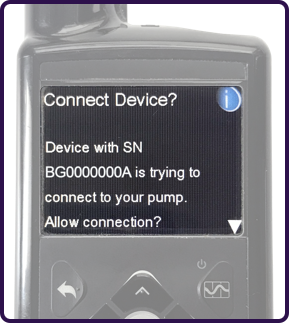 Connect Device?
i
Device with SN
BG0000000A is trying to
connect to your pump.
Allow connection?